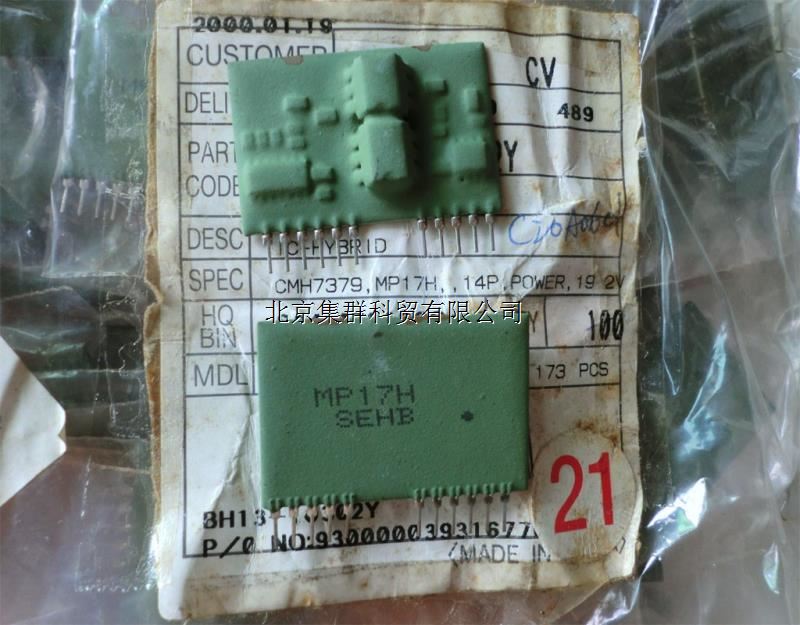 2000.01.19
CUSTOMER
CV
DELI
489
PART
CODE
DESC
IC-HYBRID
SPEC CMH7379,MP17H,,14P,POWER,19.2V
北京集群科贸有限公司
HQ
BIN
100
MDL
173 PCS
MP17H
SEHB
21
P/O NO:9300000393167
(MADE IN